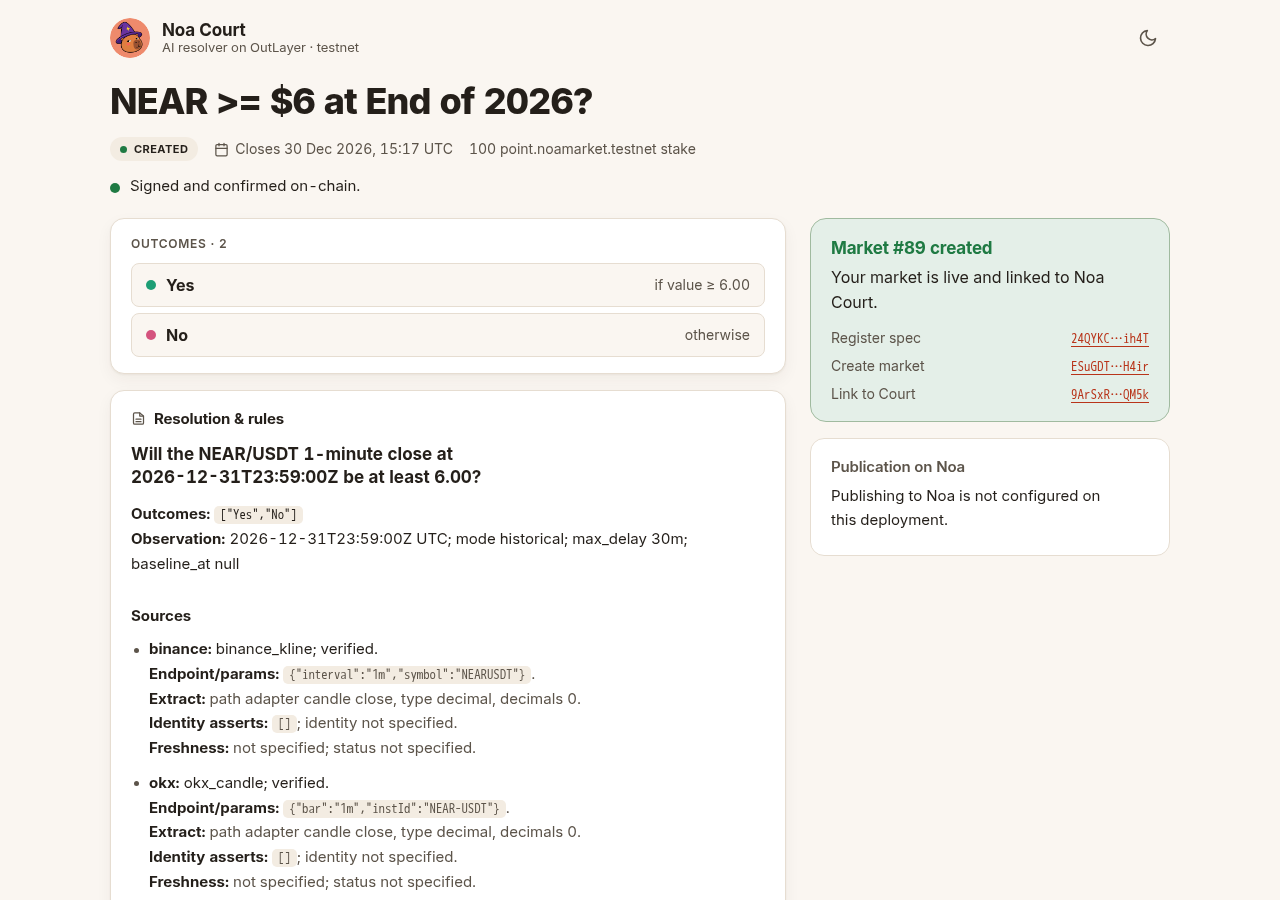 Noa Court
AI resolver on OutLayer · testnet
NEAR >= $6 at End of 2026?
CREATED
Closes 30 Dec 2026, 15:17 UTC
100 point.noamarket.testnet stake
Signed and confirmed on-chain.
OUTCOMES · 2
Yes
if value ≥ 6.00
No
otherwise
Resolution & rules
Will the NEAR/USDT 1-minute close at
2026-12-31T23:59:00Z be at least 6.00?
Outcomes: ["Yes","No"]
Observation: 2026-12-31T23:59:00Z UTC; mode historical; max_delay 30m;
baseline_at null
Sources
binance: binance_kline; verified.
Endpoint/params: {"interval":"1m","symbol":"NEARUSDT"}.
Extract: path adapter candle close, type decimal, decimals 0.
Identity asserts: []; identity not specified.
Freshness: not specified; status not specified.
okx: okx_candle; verified.
Endpoint/params: {"bar":"1m","instId":"NEAR-USDT"}.
Extract: path adapter candle close, type decimal, decimals 0.
Identity asserts: []; identity not specified.
Freshness: not specified; status not specified.
Market #89 created
Your market is live and linked to Noa
Court.
Register spec
24QYKC···ih4T
Create market
ESuGDT···H4ir
Link to Court
9ArSxR···QM5k
Publication on Noa
Publishing to Noa is not configured on
this deployment.